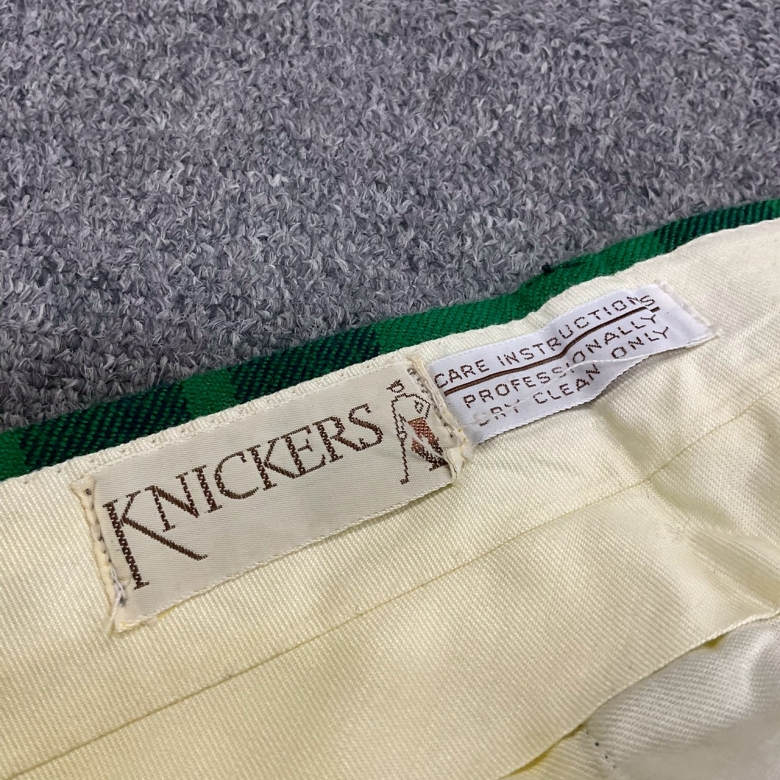 KNICKERS
CARE INSTRUCTIONS
PROFESSIONALLY
DRY CLEAN ONLY